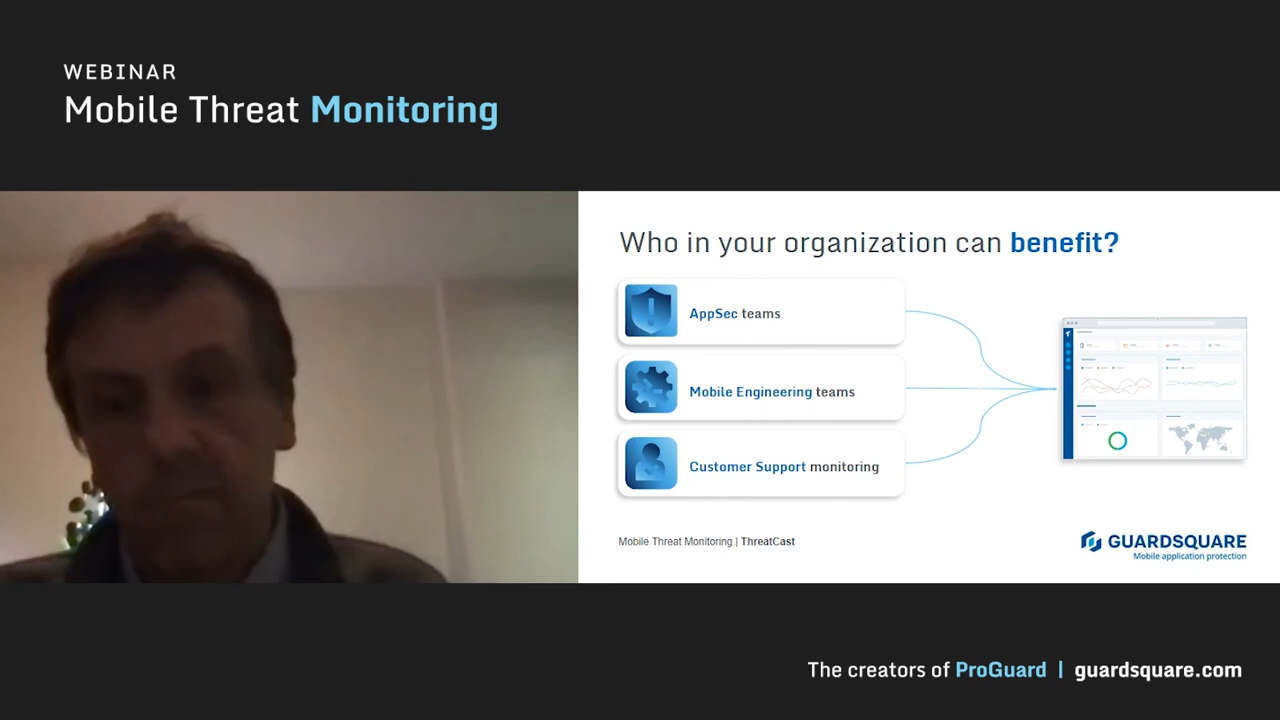 WEBINAR
Mobile Threat Monitoring
Who in your organization can benefit?
AppSec teams
Mobile Engineering teams
Customer Support monitoring
Mobile Threat Monitoring | ThreatCast
GUARDSQUARE
Mobile application protection
The creators of ProGuard | guardsquare.com